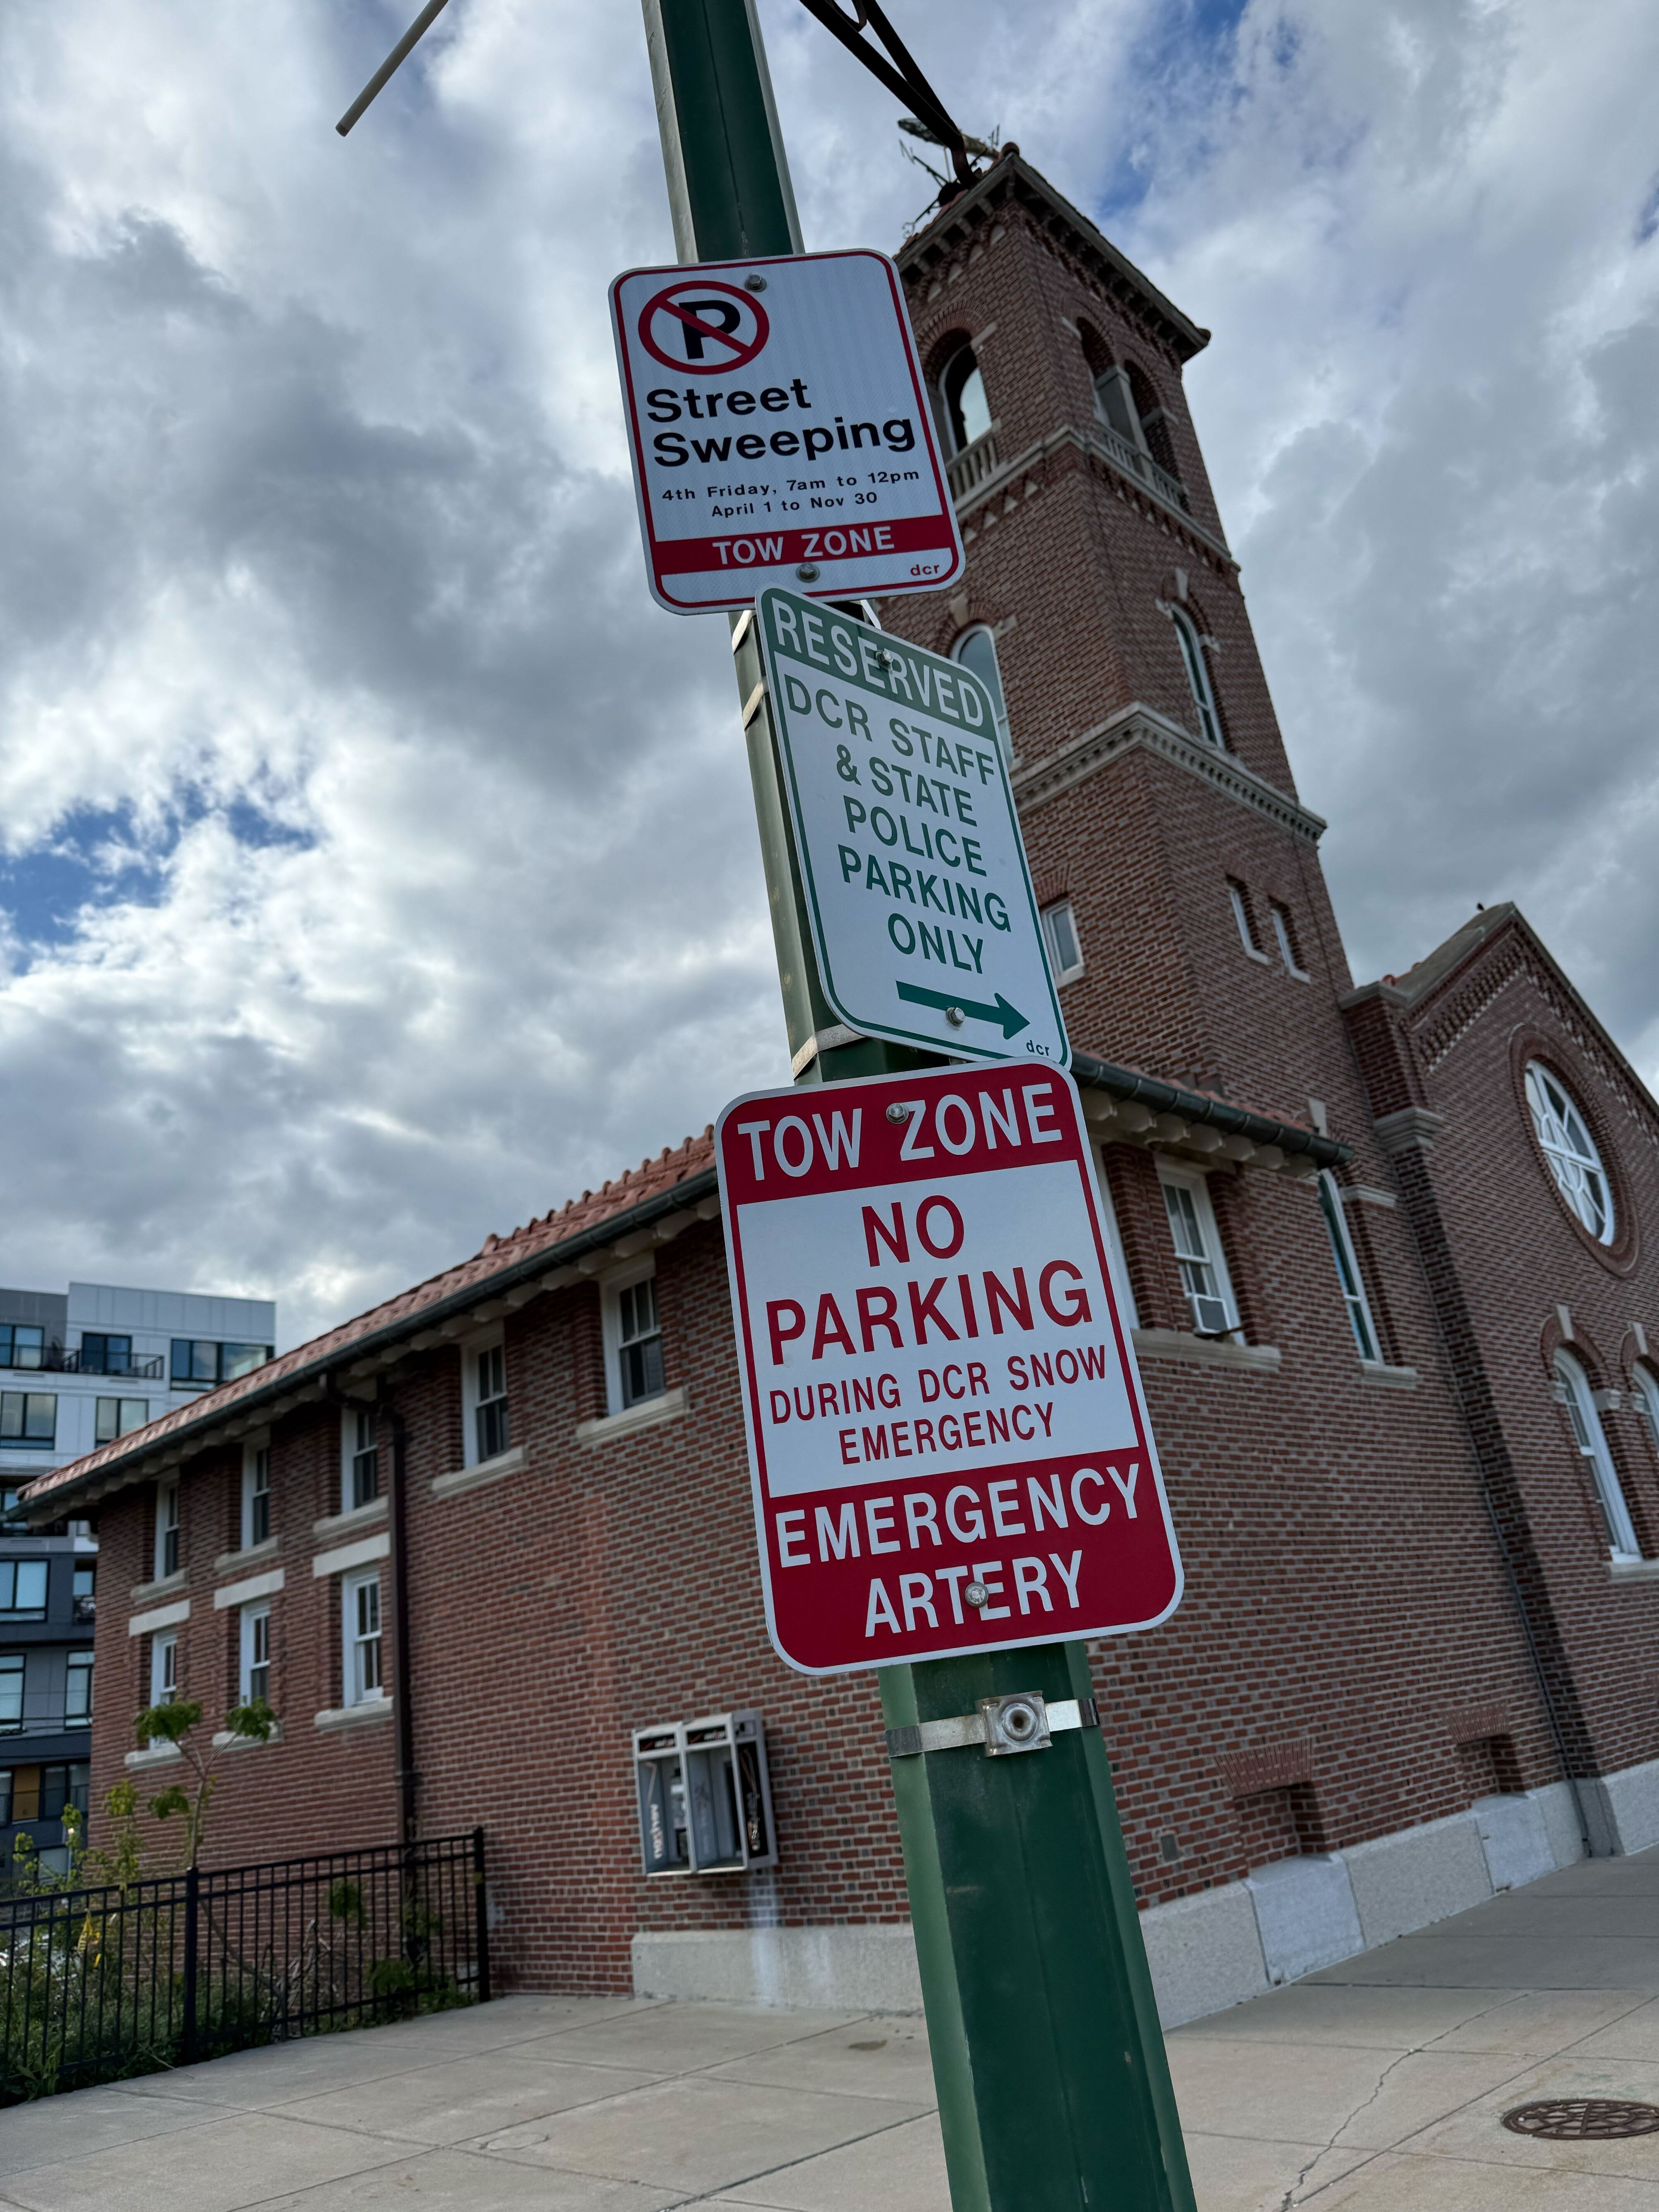 P
Street
Sweeping
4th Friday, 7am to 12pm
April 1 to Nov 30
TOW ZONE
dcr
RESERVED
DCR STAFF
& STATE
POLICE
PARKING
ONLY
dcr
TOW ZONE
NO
PARKING
DURING DCR SNOW
EMERGENCY
EMERGENCY
ARTERY